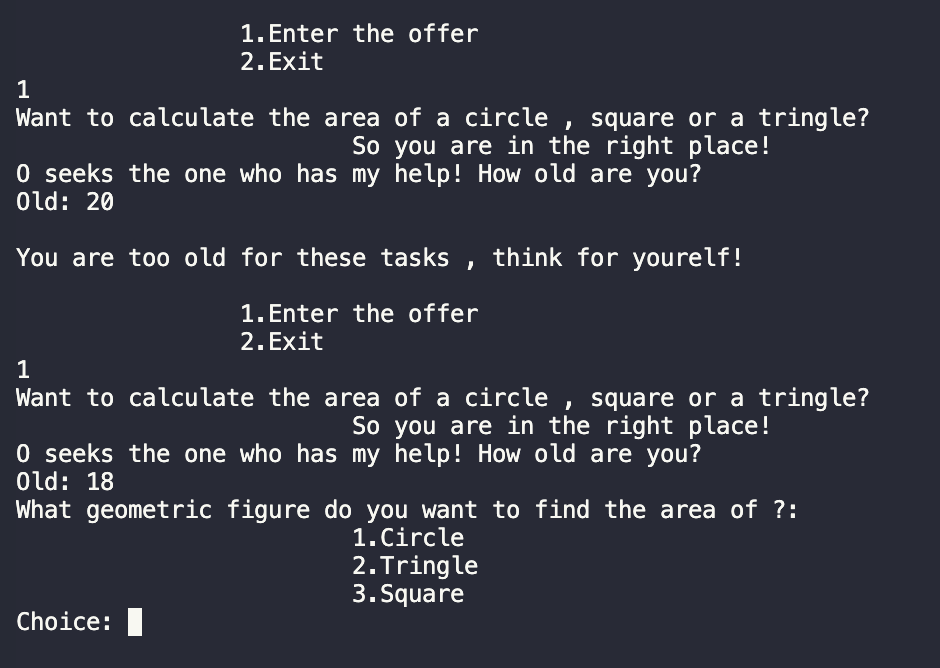 1.Enter the offer
2.Exit
1
Want to calculate the area of a circle , square or a tringle?
So you are in the right place!
O seeks the one who has my help! How old are you?
Old: 20
You are too old for these tasks , think for yourelf!
1.Enter the offer
2.Exit
1
Want to calculate the area of a circle , square or a tringle?
So you are in the right place!
O seeks the one who has my help! How old are you?
Old: 18
What geometric figure do you want to find the area of ?:
1.Circle
2.Tringle
3.Square
Choice: